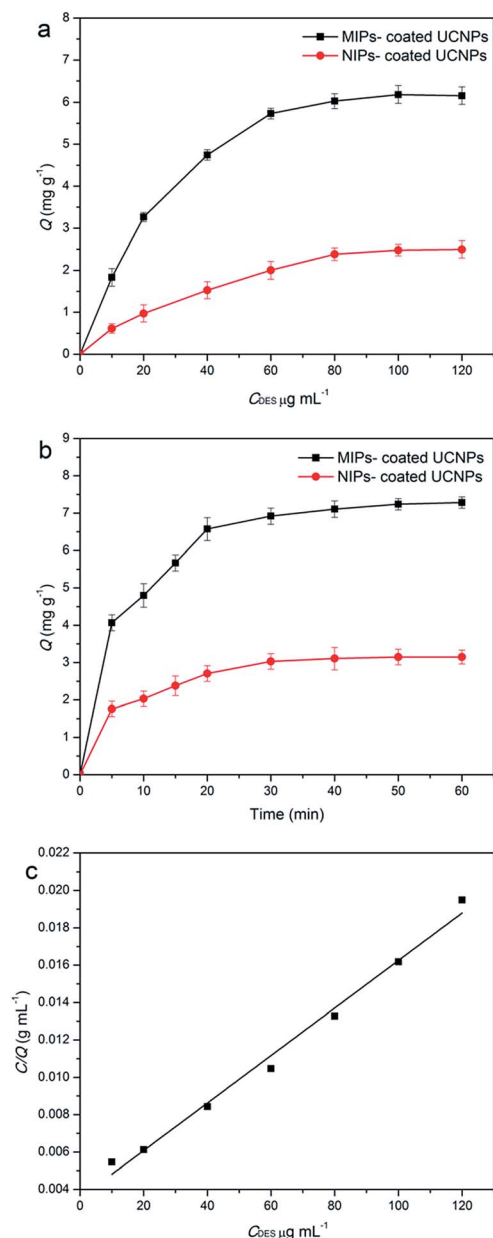 a
MIPs- coated UCNPs
NIPs- coated UCNPs
7
6
5
4
3
2
1
0
Q (mg g⁻¹)
0 20 40 60 80 100 120
CDES μg mL⁻¹
b
MIPs- coated UCNPs
NIPs- coated UCNPs
9
8
7
6
5
4
3
2
1
0
Q (mg g⁻¹)
0 10 20 30 40 50 60
Time (min)
c
0.022
0.020
0.018
0.016
0.014
0.012
0.010
0.008
0.006
0.004
C/Q (g mL⁻¹)
0 20 40 60 80 100 120
CDES μg mL⁻¹